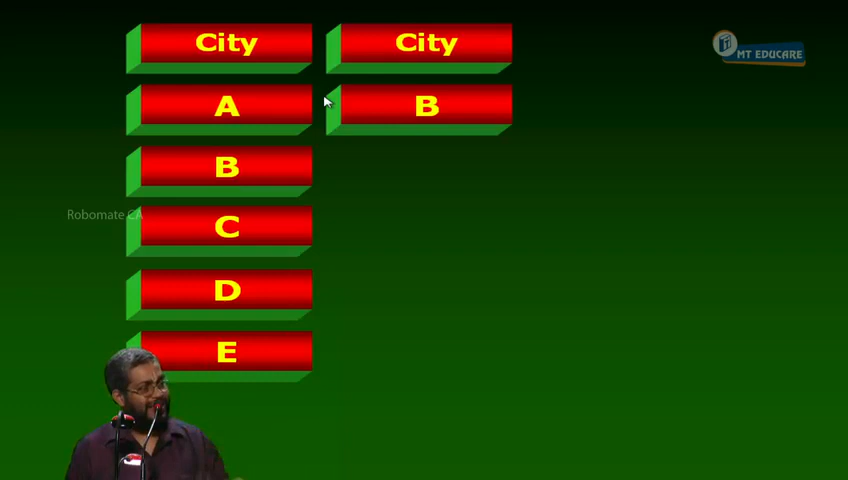 City City
MT EDUCARE
A B
B
Robomate CA
C
D
E